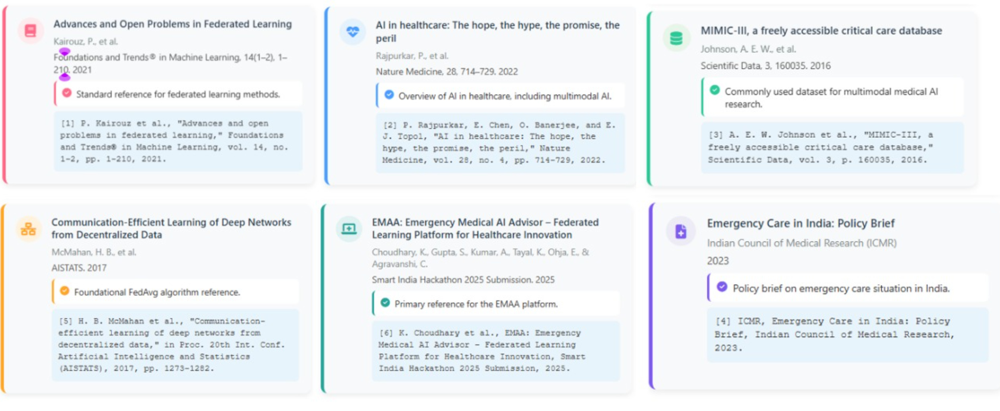 Advances and Open Problems in Federated Learning
Kairouz, P., et al.
Foundations and Trends® in Machine Learning, 14(1–2), 1–
210. 2021
Standard reference for federated learning methods.
[1] P. Kairouz et al., "Advances and open
problems in federated learning," Foundations
and Trends® in Machine Learning, vol. 14, no.
1-2, pp. 1-210, 2021.
AI in healthcare: The hope, the hype, the promise, the
peril
Rajpurkar, P., et al.
Nature Medicine, 28, 714–729. 2022
Overview of AI in healthcare, including multimodal AI.
[2] P. Rajpurkar, E. Chen, O. Banerjee, and E.
J. Topol, "AI in healthcare: The hope, the
hype, the promise, the peril," Nature
Medicine, vol. 28, no. 4, pp. 714-729, 2022.
MIMIC-III, a freely accessible critical care database
Johnson, A. E. W., et al.
Scientific Data, 3, 160035. 2016
Commonly used dataset for multimodal medical AI
research.
[3] A. E. W. Johnson et al., "MIMIC-III, a
freely accessible critical care database,"
Scientific Data, vol. 3, p. 160035, 2016.
Communication-Efficient Learning of Deep Networks
from Decentralized Data
McMahan, H. B., et al.
AISTATS. 2017
Foundational FedAvg algorithm reference.
[5] H. B. McMahan et al., "Communication-
efficient learning of deep networks from
decentralized data," in Proc. 20th Int. Conf.
Artificial Intelligence and Statistics
(AISTATS), 2017, pp. 1273-1282.
EMAA: Emergency Medical AI Advisor – Federated
Learning Platform for Healthcare Innovation
Choudhary, K., Gupta, S., Kumar, A., Tayal, K., Ohja, E., &
Agravanshi, C.
Smart India Hackathon 2025 Submission. 2025
Primary reference for the EMAA platform.
[6] K. Choudhary et al., EMAA: Emergency
Medical AI Advisor – Federated Learning
Platform for Healthcare Innovation, Smart
India Hackathon 2025 Submission, 2025.
Emergency Care in India: Policy Brief
Indian Council of Medical Research (ICMR)
2023
Policy brief on emergency care situation in India.
[4] ICMR, Emergency Care in India: Policy
Brief, Indian Council of Medical Research,
2023.